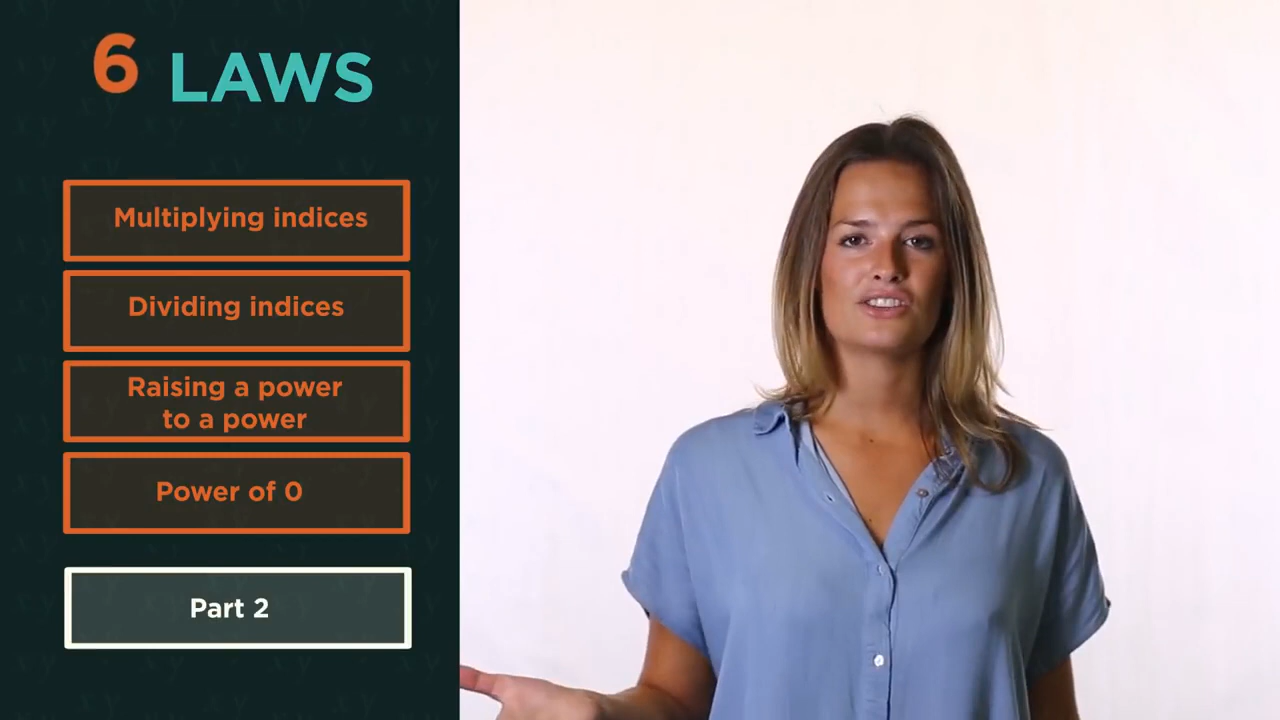 6 LAWS
Multiplying indices
Dividing indices
Raising a power
to a power
Power of 0
Part 2